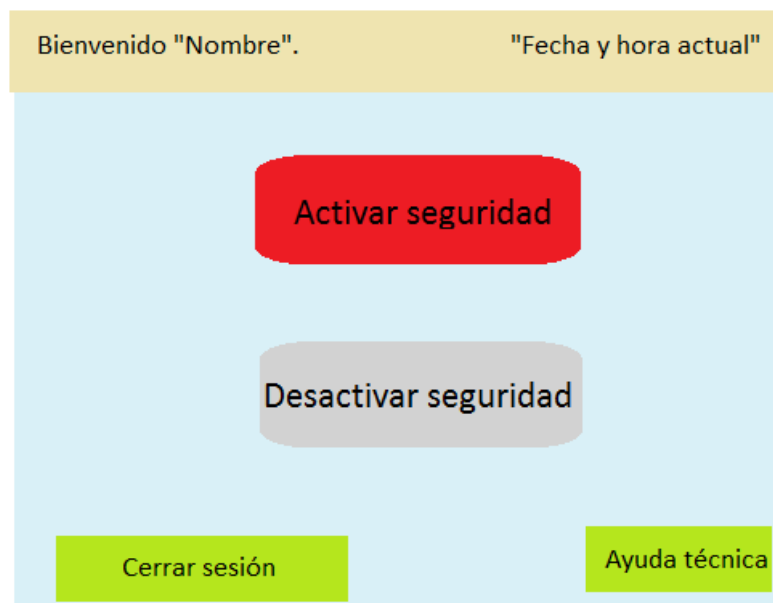 Bienvenido "Nombre".
"Fecha y hora actual"
Activar seguridad
Desactivar seguridad
Cerrar sesión
Ayuda técnica